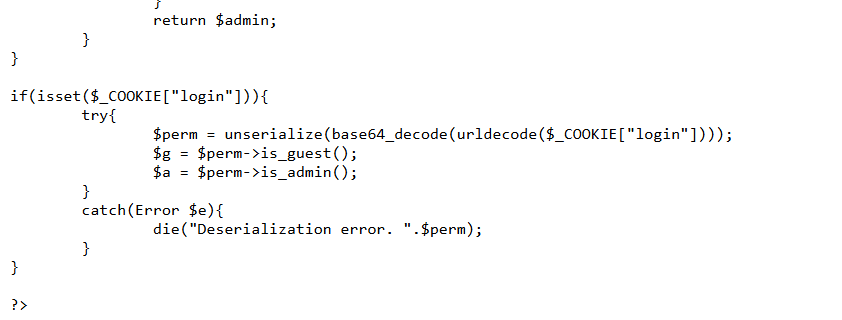 }
return $admin;
}
}
if(isset($_COOKIE["login"])){
try{
$perm = unserialize(base64_decode(urldecode($_COOKIE["login"])));
$g = $perm->is_guest();
$a = $perm->is_admin();
}
catch(Error $e){
die("Deserialization error. ".$perm);
}
}
?>